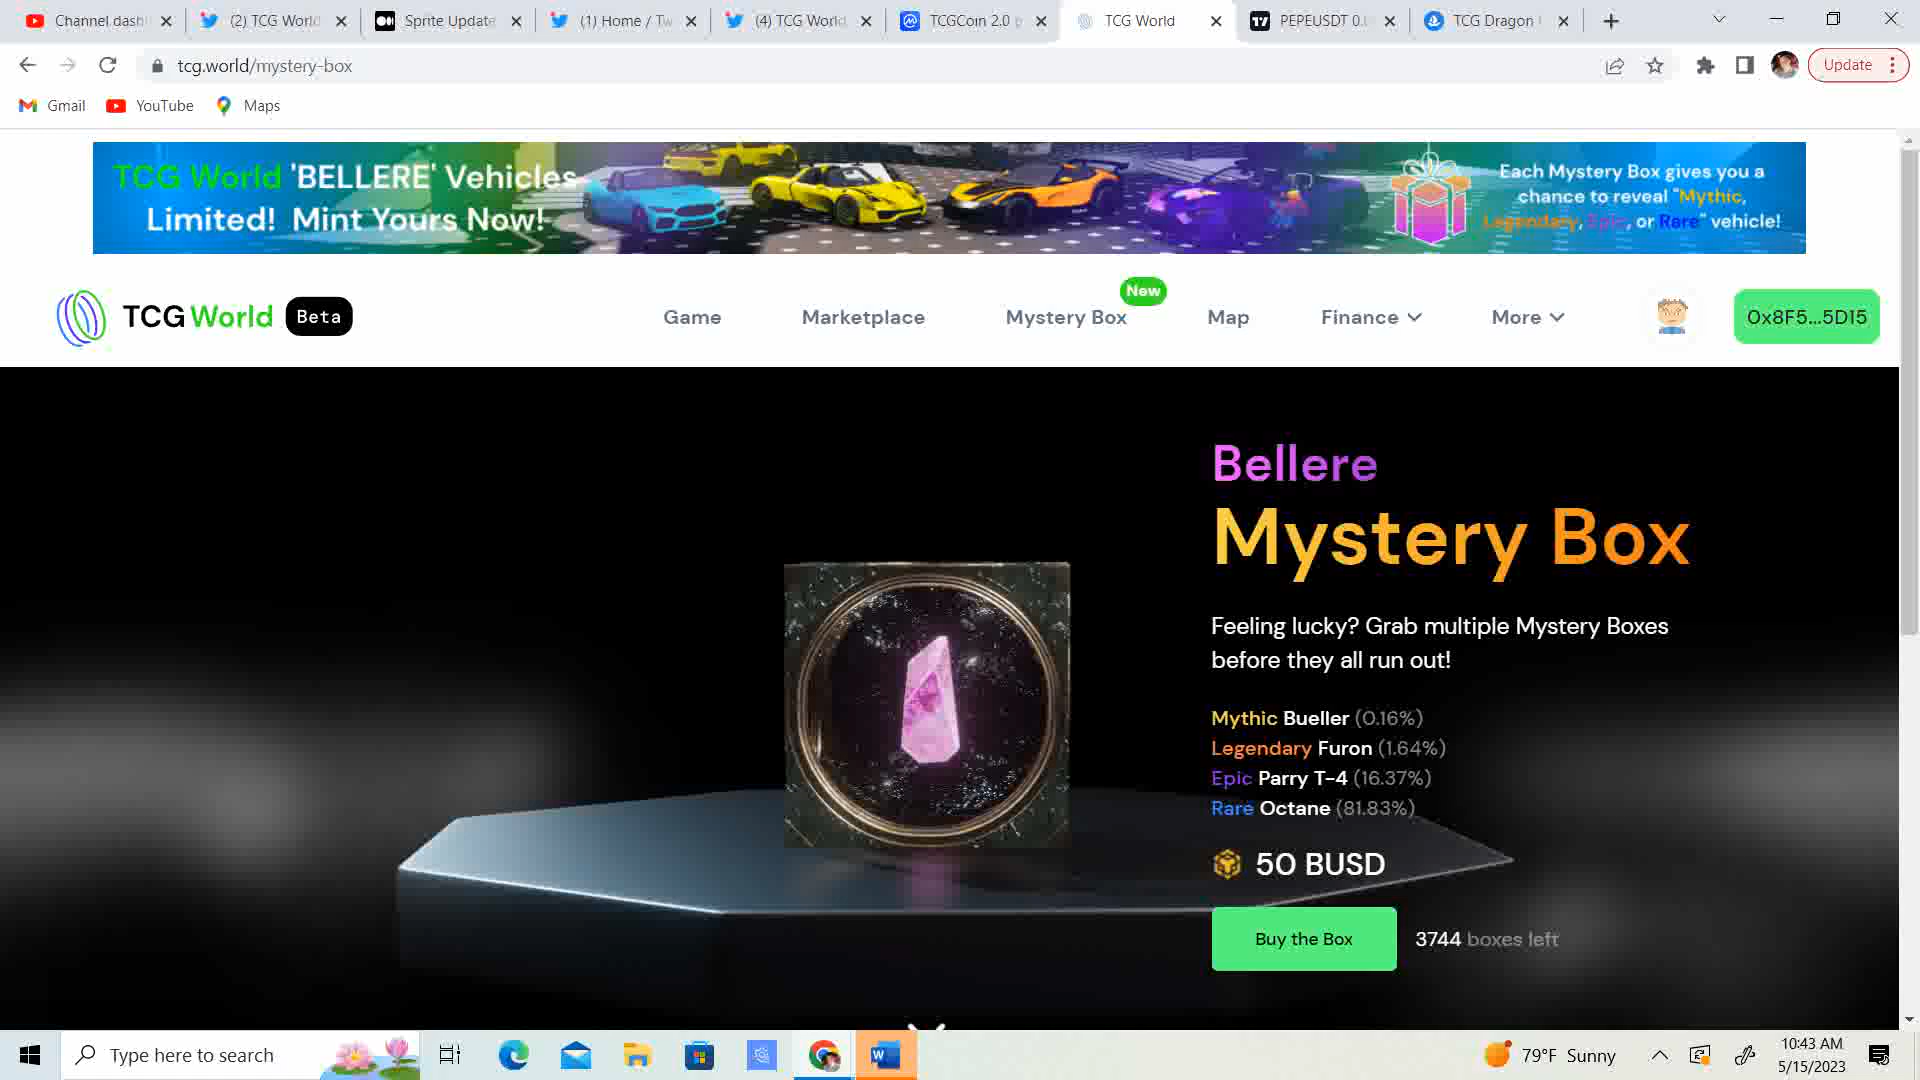 Channel dash
(2) TCG World
Sprite Update
(1) Home / Tw
(4) TCG World
TCGCoin 2.0 p
TCG World
PEPEUSDT 0.
TCG Dragon
tcg.world/mystery-box
Update
Gmail
YouTube
Maps
TCG World 'BELLERE' Vehicles
Limited! Mint Yours Now!
Each Mystery Box gives you a
chance to reveal "Mythic,
Legendary, Epic, or Rare" vehicle!
TCG World
Beta
Game
Marketplace
Mystery Box
New
Map
Finance
More
0x8F5...5D15
Bellere
Mystery Box
Feeling lucky? Grab multiple Mystery Boxes
before they all run out!
Mythic Bueller (0.16%)
Legendary Furon (1.64%)
Epic Parry T-4 (16.37%)
Rare Octane (81.83%)
50 BUSD
Buy the Box
3744 boxes left
Type here to search
79°F Sunny
10:43 AM
5/15/2023